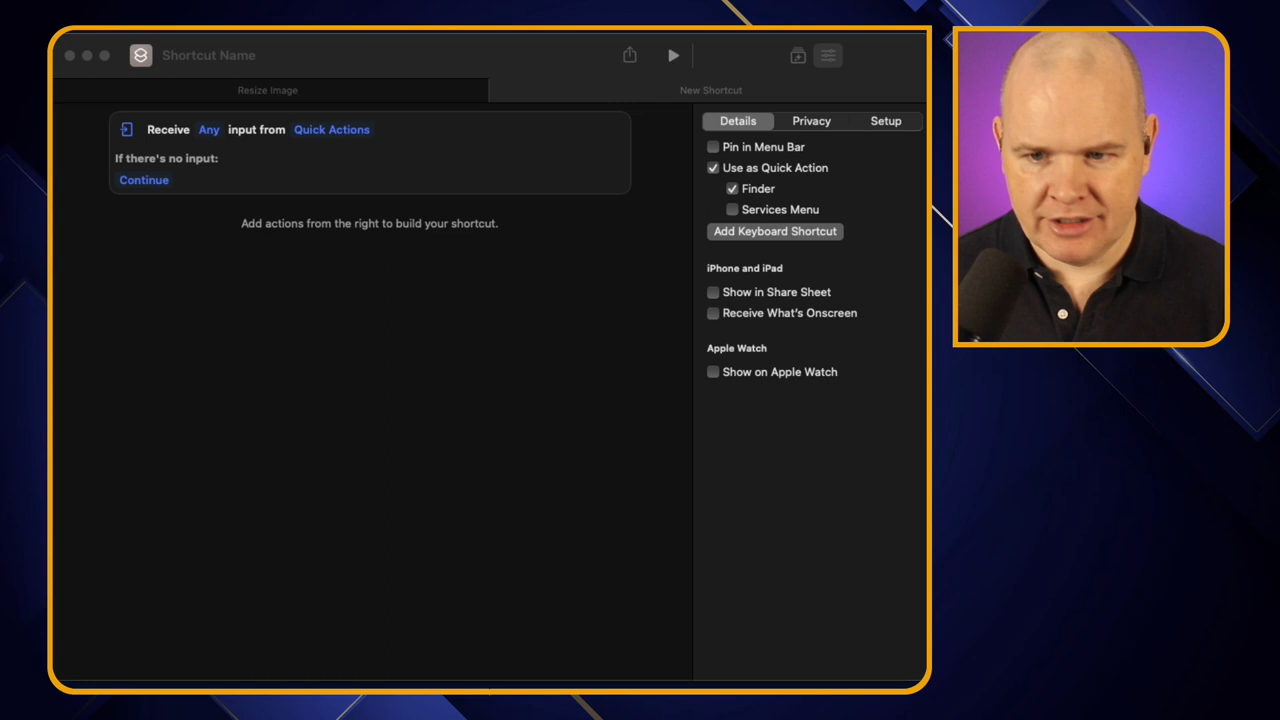 Shortcut Name
Resize Image
New Shortcut
Receive Any input from Quick Actions
If there's no input:
Continue
Add actions from the right to build your shortcut.
Details Privacy Setup
Pin in Menu Bar
Use as Quick Action
Finder
Services Menu
Add Keyboard Shortcut
iPhone and iPad
Show in Share Sheet
Receive What's Onscreen
Apple Watch
Show on Apple Watch